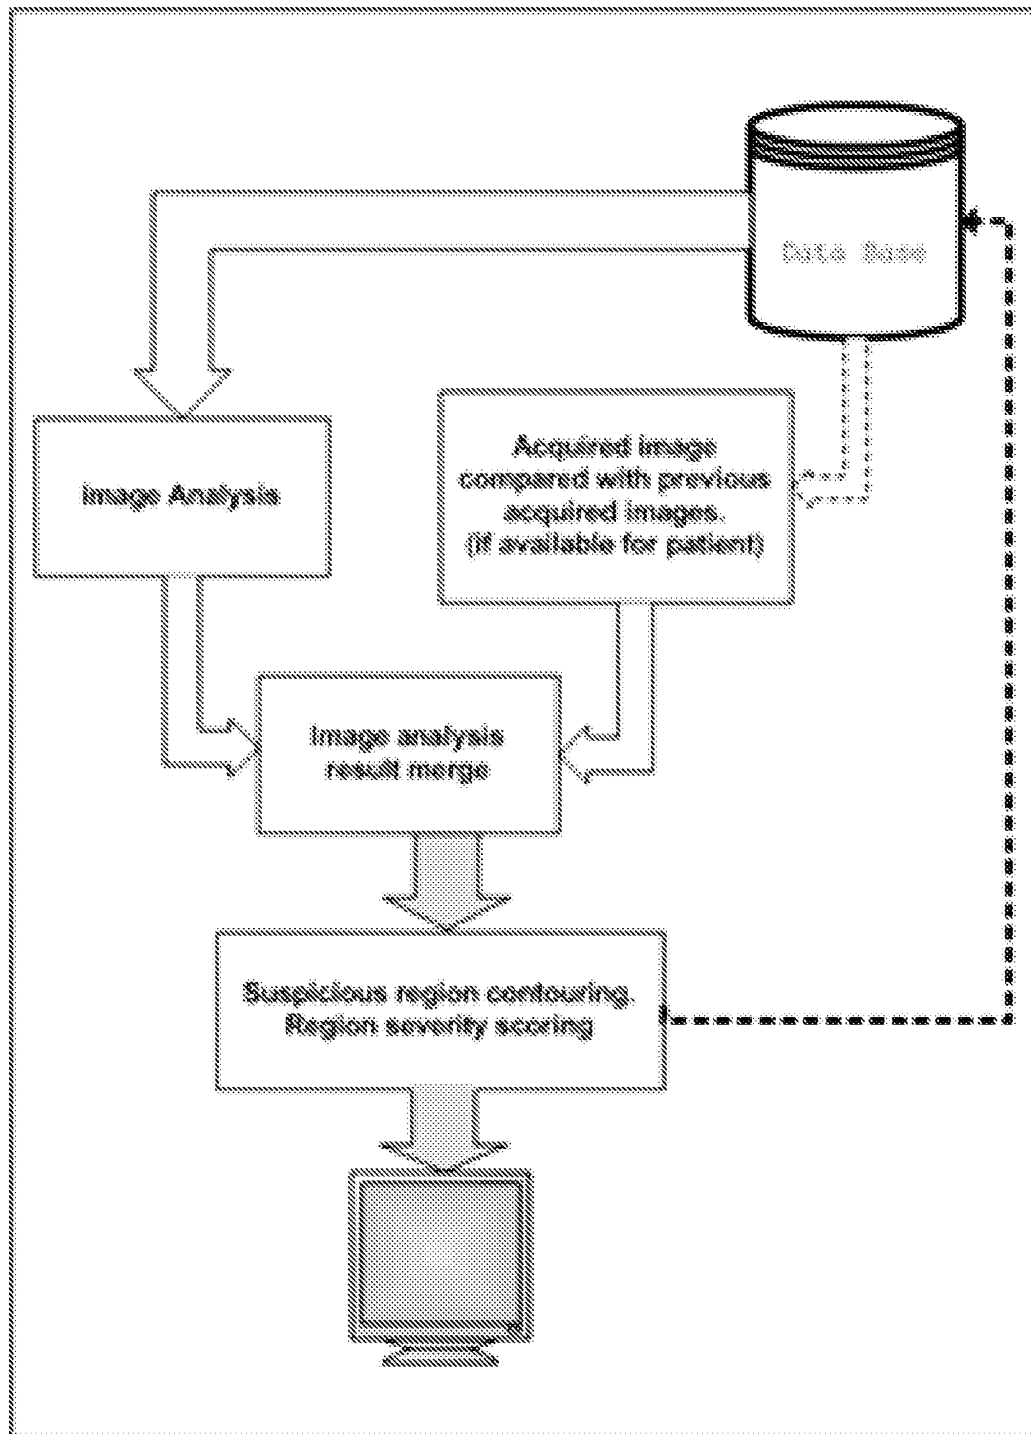 Data Base
Image Analysis
Acquired image
compared with previous
acquired images.
(if available for patient)
Image analysis
result merge
Suspicious region contouring.
Region severity scoring